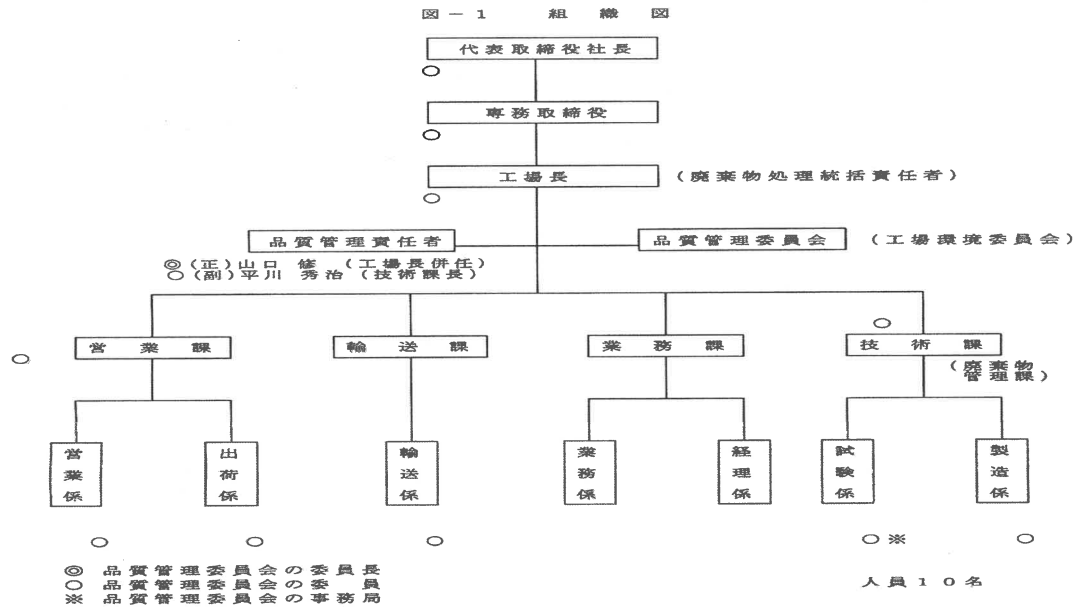 図－1 組織図
代表取締役社長
○
専務取締役
○
工場長 (廃棄物処理統括責任者)
○
品質管理責任者 品質管理委員会 (工場環境委員会)
◎(正)山口 修 (工場長併任)
○(副)平川 秀治 (技術課長)
○
○ 営業課 輸送課 業務課 技術課
(廃棄物
管理課)
営業係 出荷係 輸送係 業務係 経理係 試験係 製造係
○ ○ ○ ○※ ○
◎ 品質管理委員会の委員長
○ 品質管理委員会の委 員
※ 品質管理委員会の事務局
人員10名